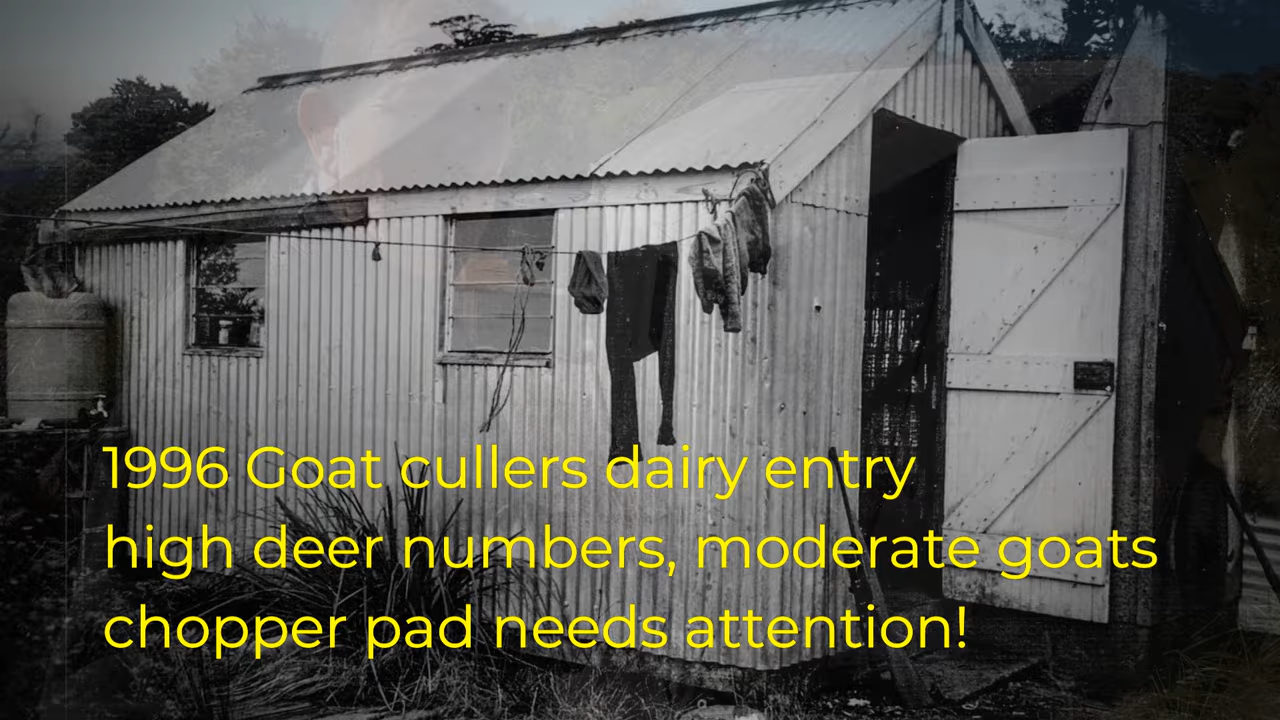 1996 Goat cullers dairy entry
high deer numbers, moderate goats
chopper pad needs attention!